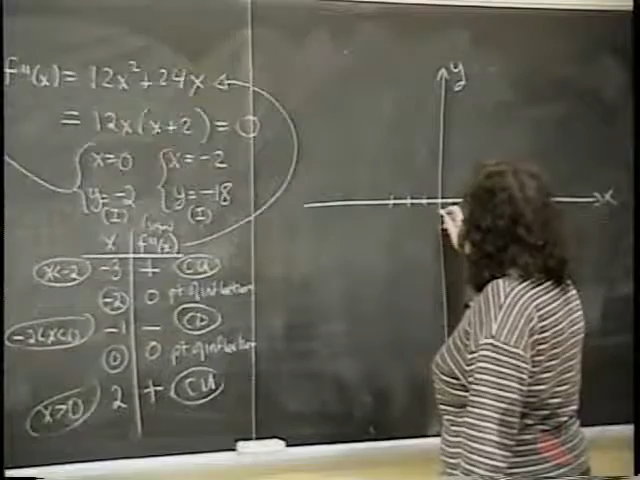 f"(x) = 12x² + 24x
= 12x(x+2) = 0
x=0 x=-2
y=-2 y=-18
(I) (I)
x (sign) f"(x)
x<-2 -3 + CU
-2 0 pt of inflection
-2<x<0 -1 - CD
0 0 pt of inflection
x>0 2 + CU
y
x